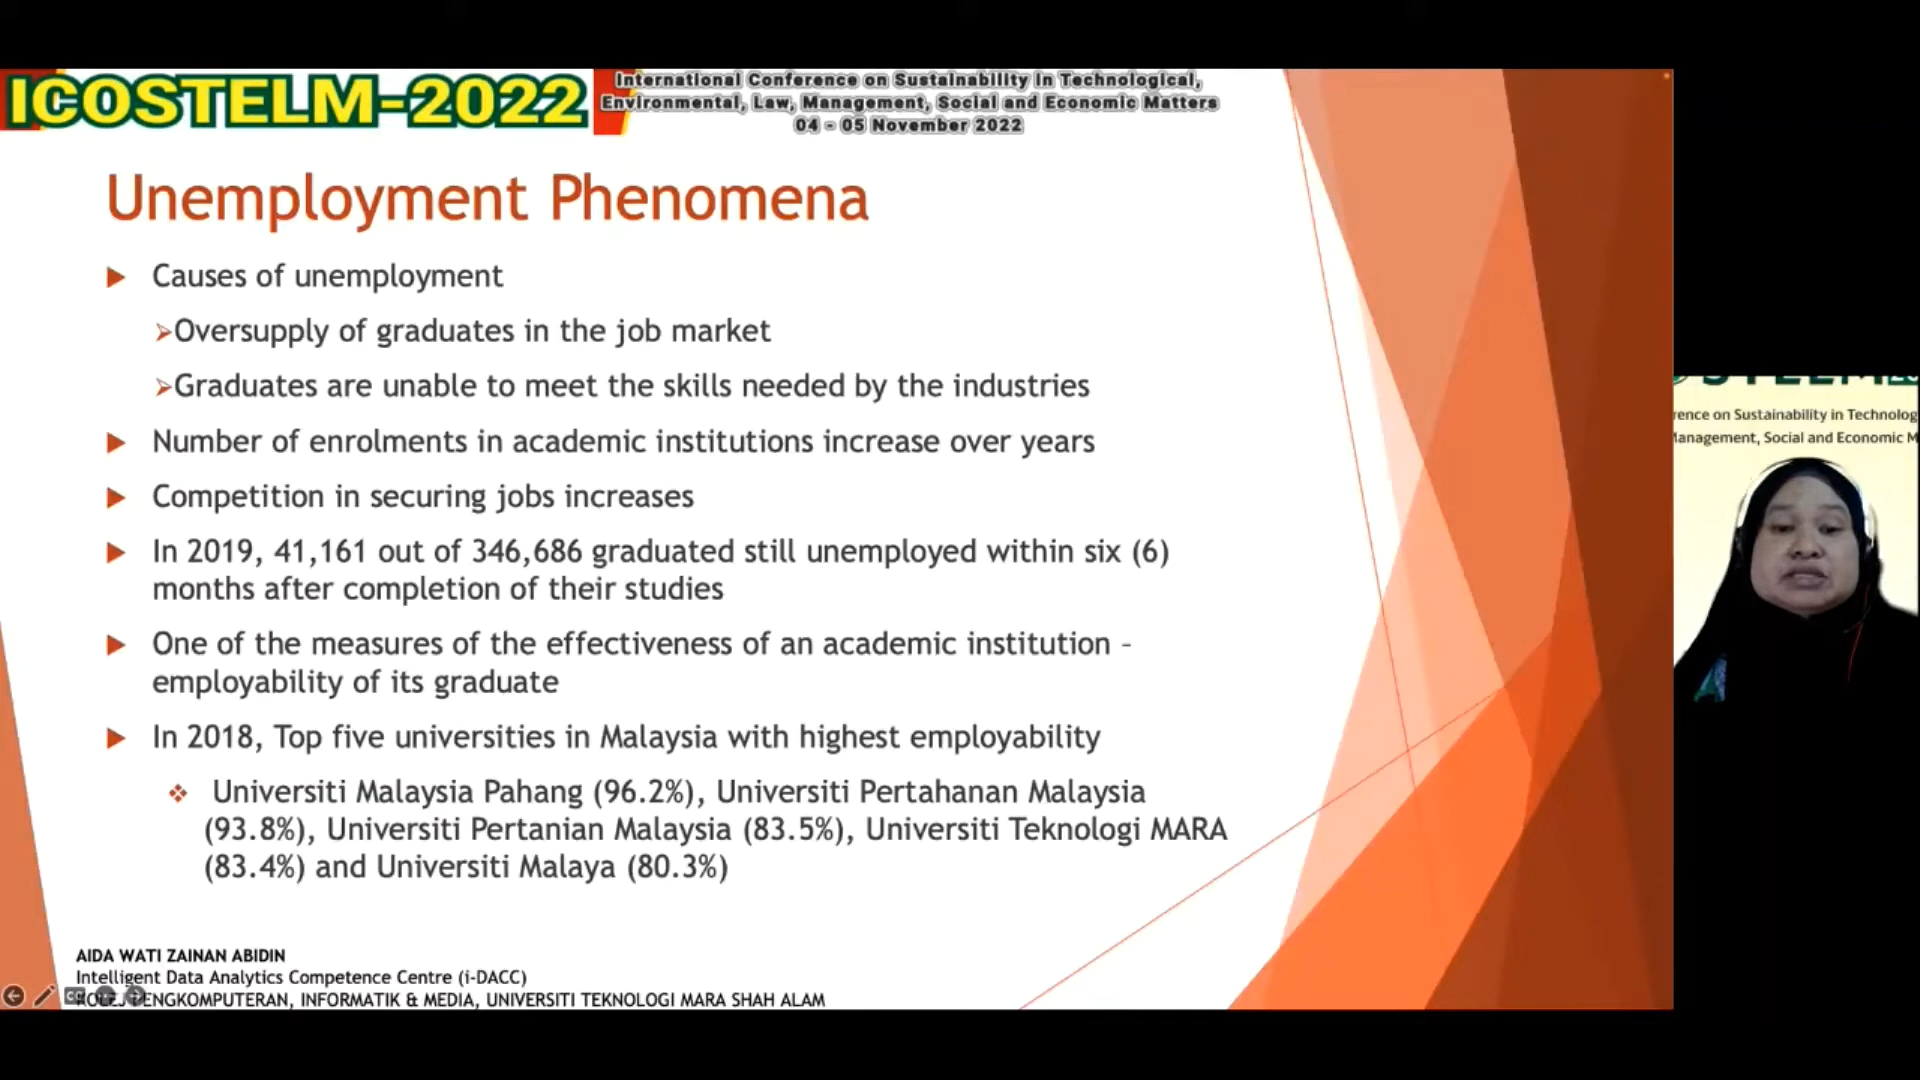 ICOSTELM-2022
International Conference on Sustainability in Technological,
Environmental, Law, Management, Social and Economic Matters
04 - 05 November 2022
Unemployment Phenomena
Causes of unemployment
Oversupply of graduates in the job market
Graduates are unable to meet the skills needed by the industries
Number of enrolments in academic institutions increase over years
Competition in securing jobs increases
In 2019, 41,161 out of 346,686 graduated still unemployed within six (6)
months after completion of their studies
One of the measures of the effectiveness of an academic institution –
employability of its graduate
In 2018, Top five universities in Malaysia with highest employability
Universiti Malaysia Pahang (96.2%), Universiti Pertahanan Malaysia
(93.8%), Universiti Pertanian Malaysia (83.5%), Universiti Teknologi MARA
(83.4%) and Universiti Malaya (80.3%)
AIDA WATI ZAINAN ABIDIN
Intelligent Data Analytics Competence Centre (i-DACC)
INFORMATIK & MEDIA, UNIVERSITI TEKNOLOGI MARA SHAH ALAM
on Sustainability in
Social and Economic